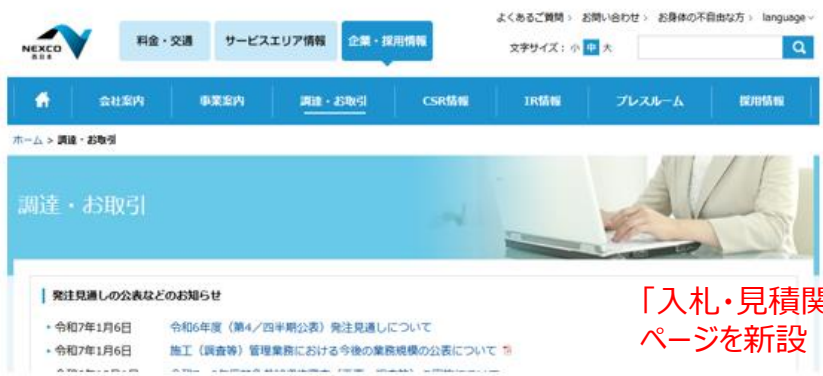 よくあるご質問 › お問い合わせ › お身体の不自由な方 › language
NEXCO
西日本
料金・交通 サービスエリア情報 企業・採用情報
文字サイズ： 小 中 大
会社案内 事業案内 調達・お取引 CSR情報 IR情報 プレスルーム 採用情報
ホーム > 調達・お取引
調達・お取引
発注見通しの公表などのお知らせ
令和7年1月6日 令和6年度（第4／四半期公表）発注見通しについて
令和7年1月6日 施工（調査等）管理業務における今後の業務規模の公表について
「入札・見積関
ページを新設